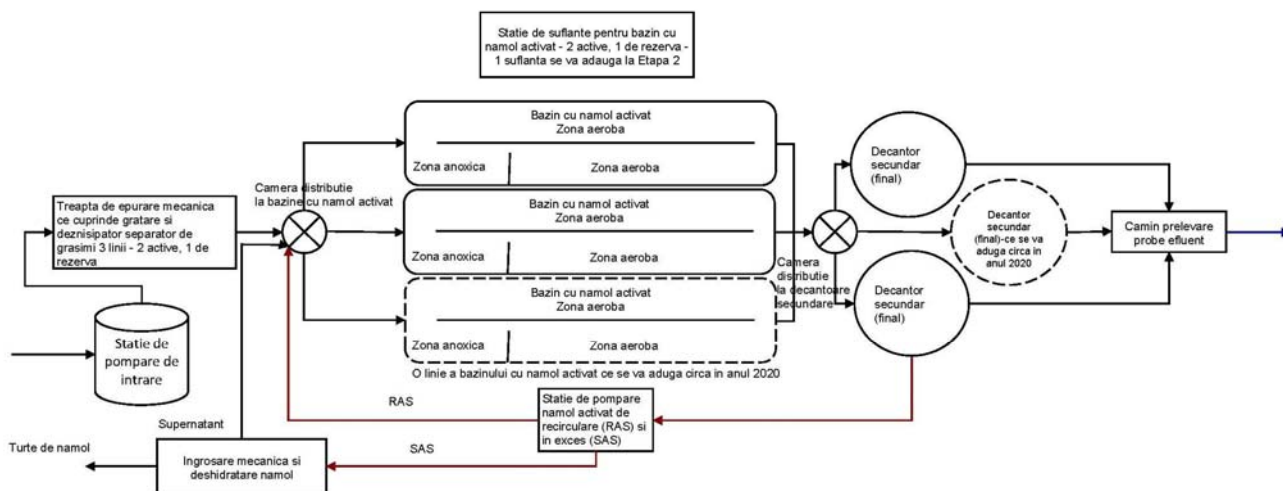 Statie de suflante pentru bazin cu
namol activat - 2 active, 1 de rezerva -
1 suflanta se va adauga la Etapa 2
Bazin cu namol activat
Zona aeroba
Zona anoxica
Zona aeroba
Camera distributie
la bazine cu namol activat
Treapta de epurare mecanica
ce cuprinde gratare si
deznisipator separator de
grasimi 3 linii - 2 active, 1 de
rezerva
Bazin cu namol activat
Zona aeroba
Zona anoxica
Zona aeroba
Bazin cu namol activat
Zona aeroba
Zona anoxica
Zona aeroba
O linie a bazinului cu namol activat ce se va aduga circa in anul 2020
Camera
distributie
la decantoare
secundare
Decantor
secundar
(final)
Decantor
secundar
(final)-ce se va
aduga circa in
anul 2020
Decantor
secundar
(final)
Camin prelevare
probe efluent
Statie de
pompare de
intrare
RAS
Statie de pompare
namol activat de
recirculare (RAS) si
in exces (SAS)
Supernatant
SAS
Turte de namol
Ingrosare mecanica si
deshidratare namol